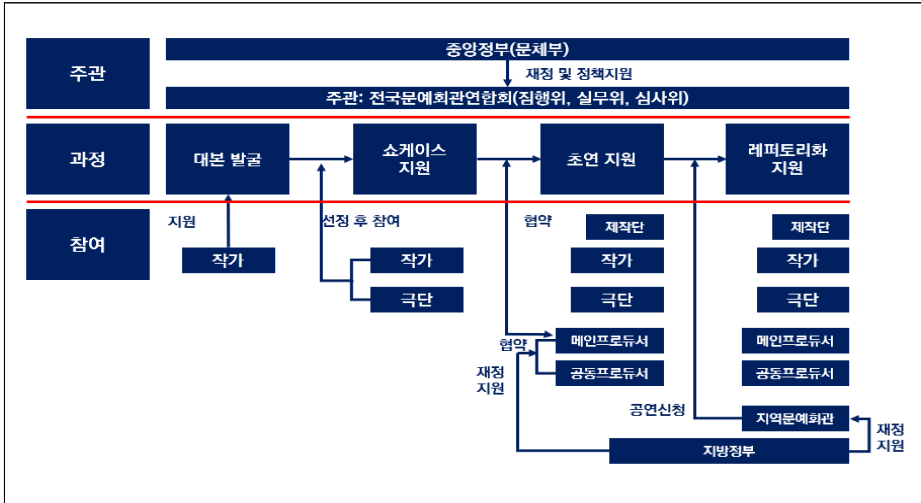 주관
중앙정부(문체부)
재정 및 정책지원
주관: 전국문예회관연합회(집행위, 실무위, 심사위)
과정
대본 발굴
쇼케이스
지원
초연 지원
레퍼토리화
지원
참여
지원
선정 후 참여
협약
작가
작가
극단
제작단
작가
극단
메인프로듀서
공동프로듀서
협약
재정
지원
제작단
작가
극단
메인프로듀서
공동프로듀서
공연신청
지역문예회관
지방정부
재정
지원